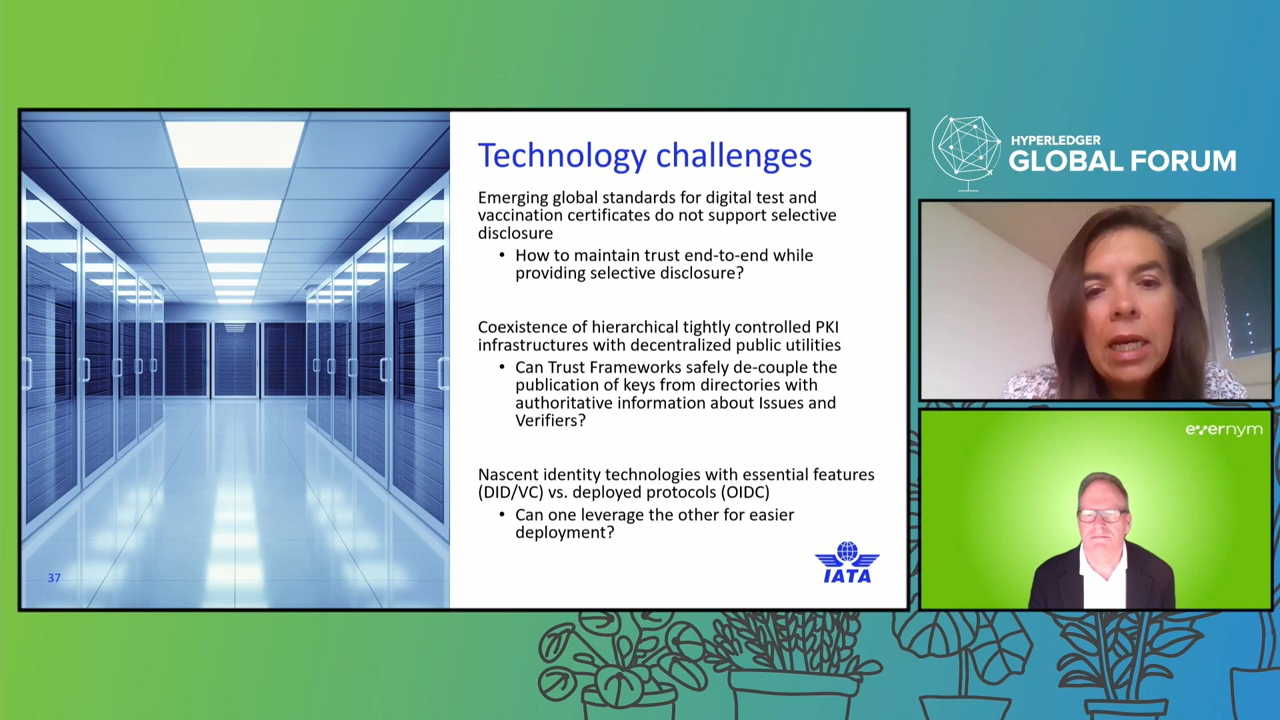 Technology challenges
Emerging global standards for digital test and
vaccination certificates do not support selective
disclosure
• How to maintain trust end-to-end while
providing selective disclosure?
Coexistence of hierarchical tightly controlled PKI
infrastructures with decentralized public utilities
• Can Trust Frameworks safely de-couple the
publication of keys from directories with
authoritative information about Issues and
Verifiers?
Nascent identity technologies with essential features
(DID/VC) vs. deployed protocols (OIDC)
• Can one leverage the other for easier
deployment?
37
IATA
HYPERLEDGER
GLOBAL FORUM
evernym